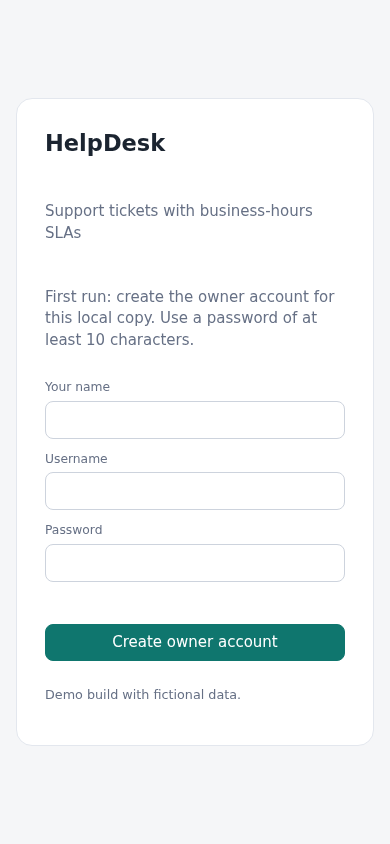 HelpDesk
Support tickets with business-hours
SLAs
First run: create the owner account for
this local copy. Use a password of at
least 10 characters.
Your name
Username
Password
Create owner account
Demo build with fictional data.